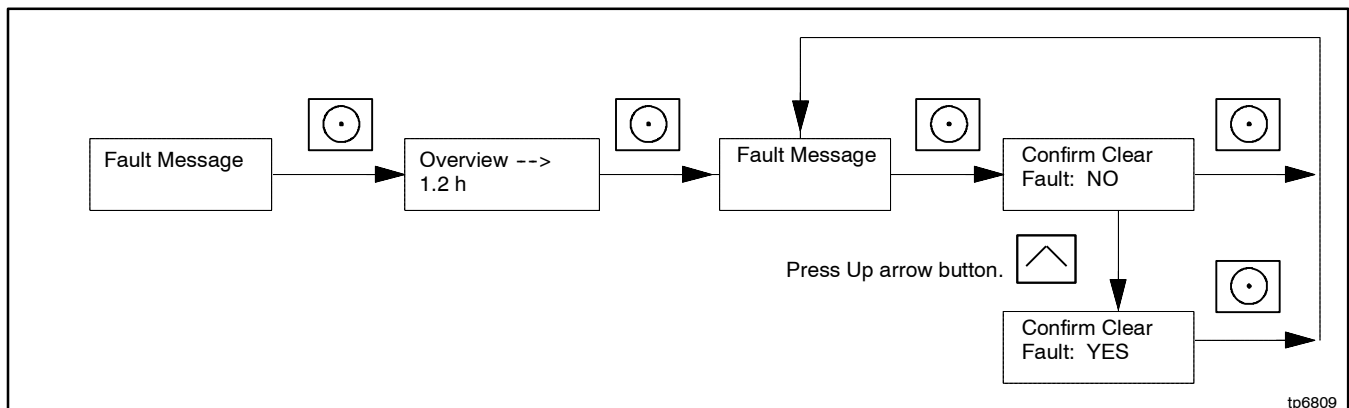 Fault Message
Overview -->
1.2 h
Fault Message
Confirm Clear
Fault: NO
Press Up arrow button.
Confirm Clear
Fault: YES
tp6809